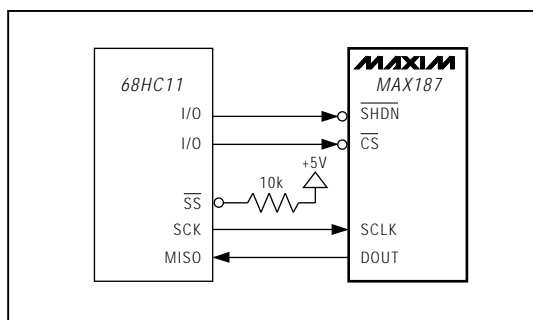 MAXIM
68HC11
MAX187
I/O
SHDN
I/O
CS
+5V
10k
SS
SCK
SCLK
MISO
DOUT